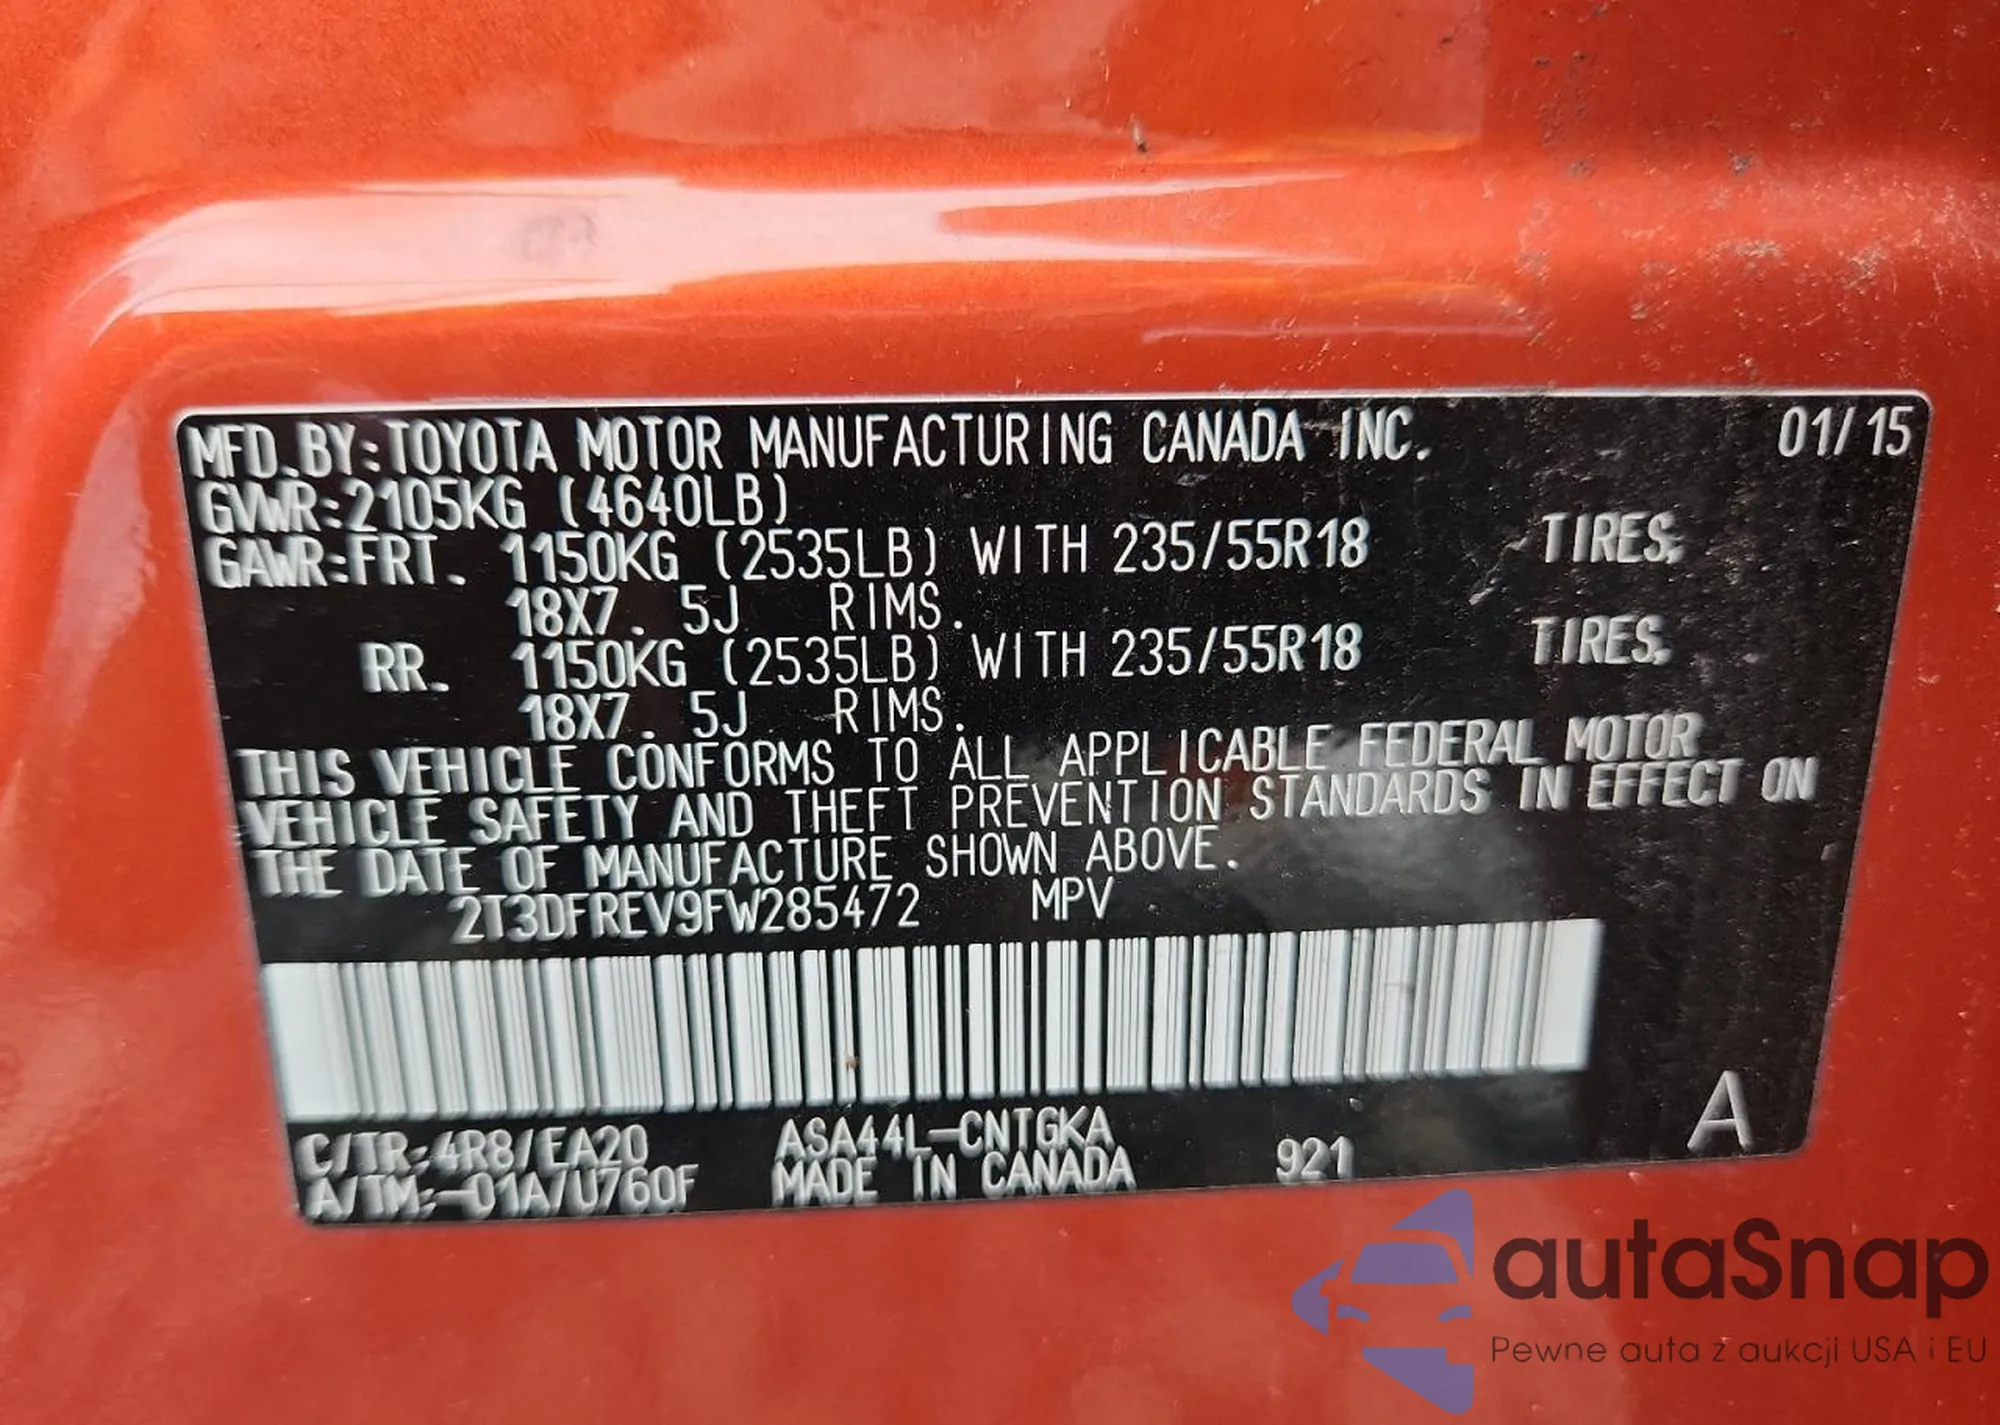 MFD. BY: TOYOTA MOTOR MANUFACTURING CANADA INC. 01/15
GVWR: 2105KG (4640LB)
GAWR: FRT. 1150KG (2535LB) WITH 235/55R18 TIRES,
18X7. 5J RIMS.
RR. 1150KG (2535LB) WITH 235/55R18 TIRES,
18X7. 5J RIMS.
THIS VEHICLE CONFORMS TO ALL APPLICABLE FEDERAL MOTOR
VEHICLE SAFETY AND THEFT PREVENTION STANDARDS IN EFFECT ON
THE DATE OF MANUFACTURE SHOWN ABOVE.
2T3DFREV9FW285472 MPV
C/TR: 4R8/EA20 ASA44L-CNTGKA
A/TM: -01A/U760F MADE IN CANADA 921 A
autaSnap
Pewne auta z aukcji USA i EU